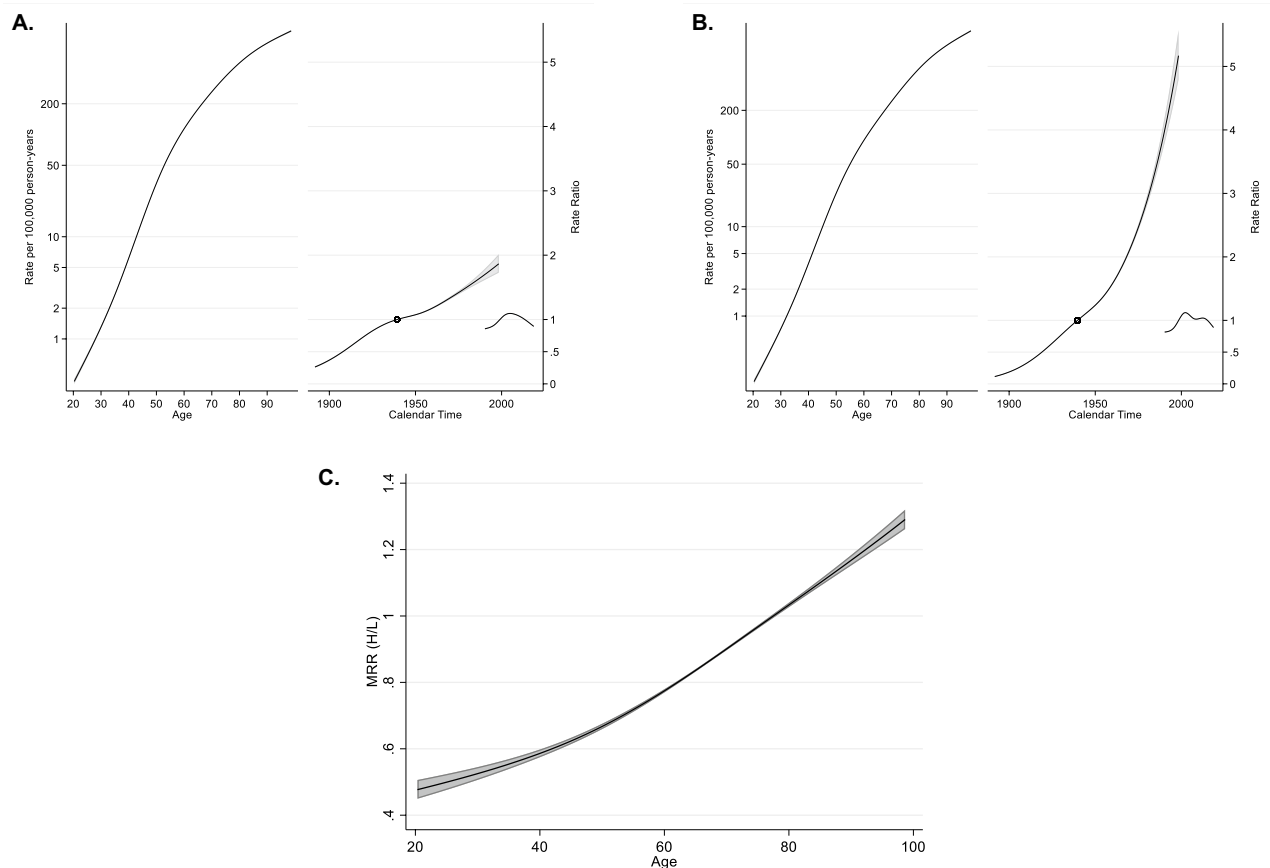 A.
Rate per 100,000 person-years
200
50
10
5
2
1
20 30 40 50 60 70 80 90
Age
5
4
3
2
1
.5
0
Rate Ratio
1900 1950 2000
Calendar Time
B.
Rate per 100,000 person-years
200
50
10
5
2
1
20 30 40 50 60 70 80 90
Age
5
4
3
2
1
.5
0
Rate Ratio
1900 1950 2000
Calendar Time
C.
MRR (H/L)
1.4
1.2
1
.8
.6
.4
20 40 60 80 100
Age